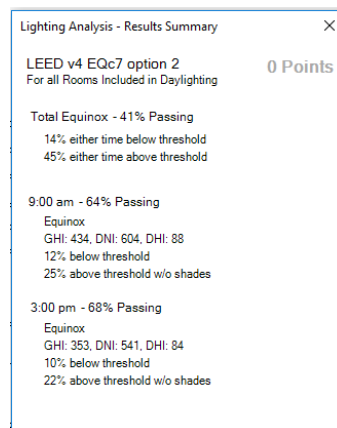 Lighting Analysis - Results Summary
LEED v4 EQc7 option 2
0 Points
For all Rooms Included in Daylighting
Total Equinox - 41% Passing
14% either time below threshold
45% either time above threshold
9:00 am - 64% Passing
Equinox
GHI: 434, DNI: 604, DHI: 88
12% below threshold
25% above threshold w/o shades
3:00 pm - 68% Passing
Equinox
GHI: 353, DNI: 541, DHI: 84
10% below threshold
22% above threshold w/o shades